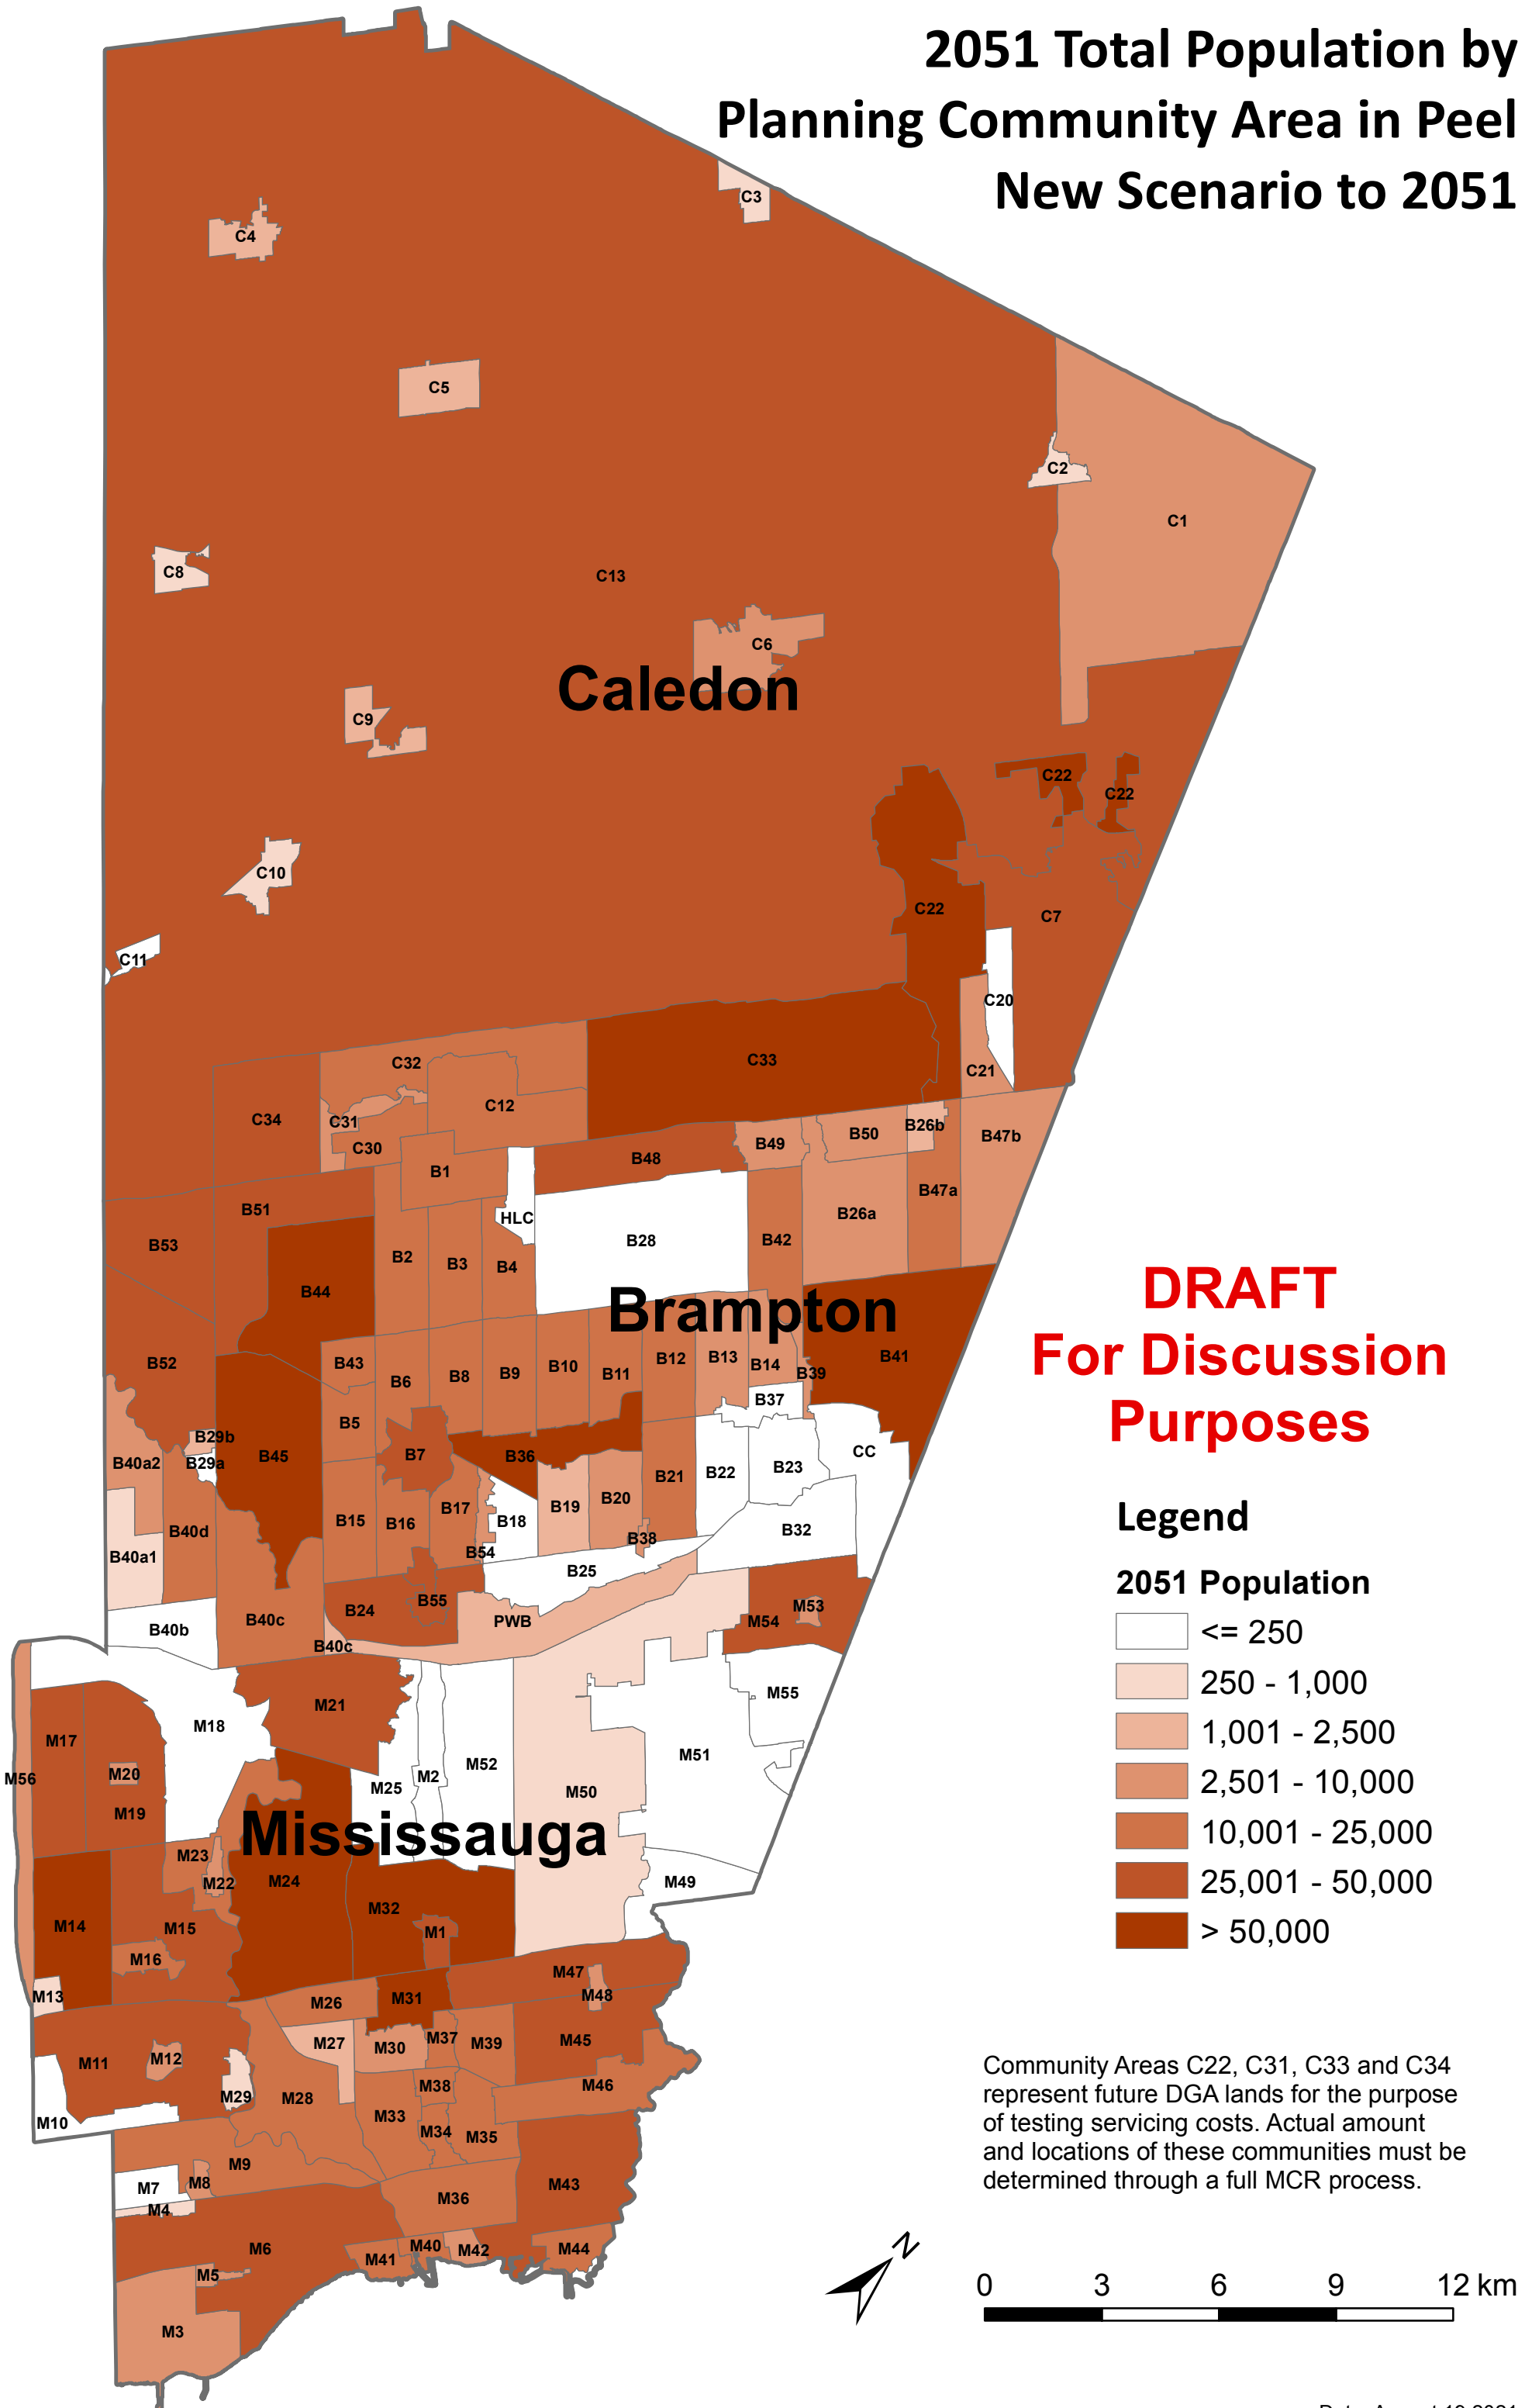 2051 Total Population by
Planning Community Area in Peel
New Scenario to 2051
C3
C4
C5
C2
C1
C8
C13
C6
Caledon
C9
C22
C22
C10
C22
C7
C11
C20
C32
C33
C21
C12
C34
C31
C30
B26b
B50
B47b
B49
B48
B1
B47a
B51
B26a
HLC
B53
B28
B42
B2
B3
B4
B44
Brampton
DRAFT
For Discussion
Purposes
B52
B43
B6
B8
B9
B10
B11
B12
B13
B14
B39
B41
B37
B5
B29b
B40a2
B29a
B45
B7
B36
B21
B22
B23
CC
B19
B20
B17
B18
B15
B16
B40d
B38
B32
B54
B40a1
B25
B55
B24
M53
M54
PWB
B40c
B40b
B40c
M21
M18
M17
M55
M51
M56
M20
M25
M2
M52
M50
M19
Mississauga
M23
M22
M24
M49
M32
M14
M15
M1
M16
M47
M13
M48
M26
M31
M27
M30
M37
M39
M45
M11
M12
M29
M28
M38
M46
M10
M33
M34
M35
M9
M7
M8
M43
M4
M36
M6
M41
M40
M42
M44
M5
M3
Legend
2051 Population
<= 250
250 - 1,000
1,001 - 2,500
2,501 - 10,000
10,001 - 25,000
25,001 - 50,000
> 50,000
Community Areas C22, C31, C33 and C34
represent future DGA lands for the purpose
of testing servicing costs. Actual amount
and locations of these communities must be
determined through a full MCR process.
N
0 3 6 9 12 km